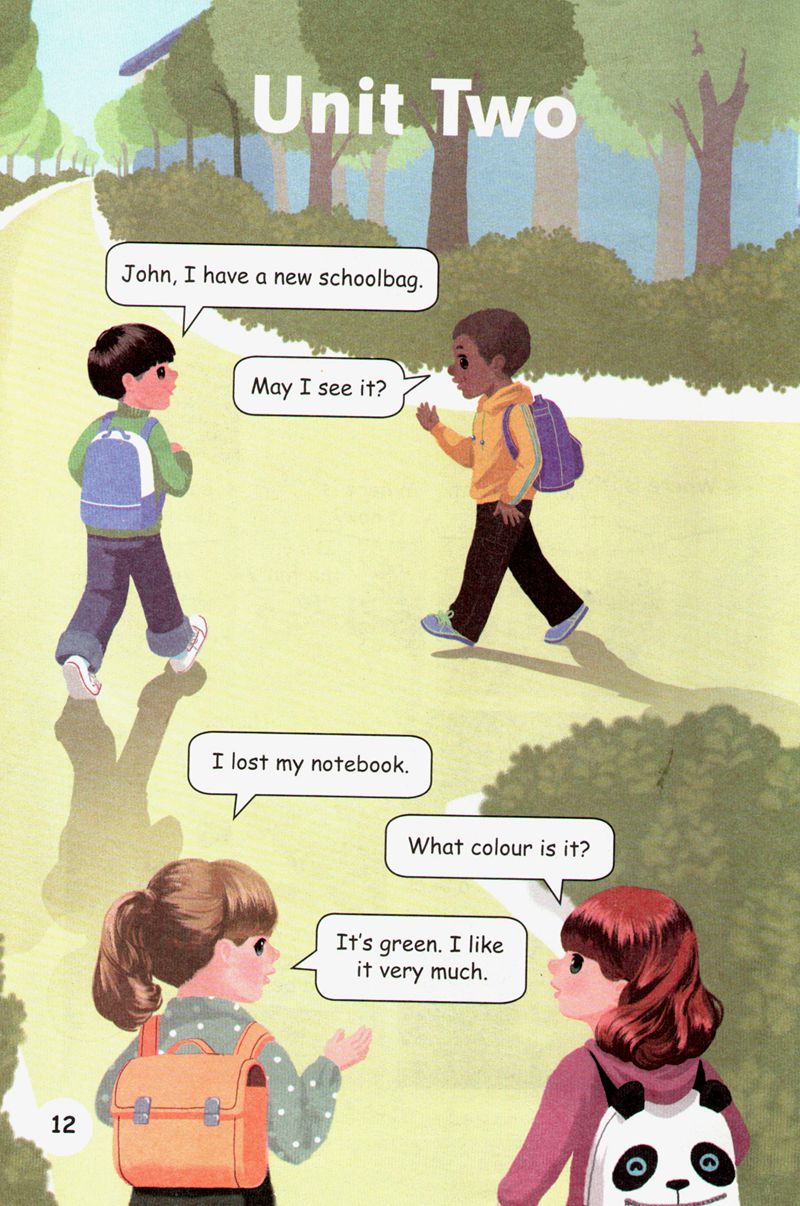 Unit Two
John, I have a new schoolbag.
May I see it?
I lost my notebook.
What colour is it?
It's green. I like
it very much.
12